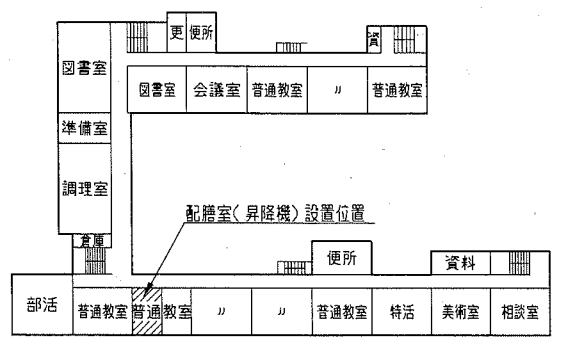 更 便所
資
図書室
図書室 会議室 普通教室 〃 普通教室
準備室
調理室
配膳室(昇降機)設置位置
倉庫
便所
資料
部活 普通教室 普通教室 〃 〃 普通教室 特活 美術室 相談室